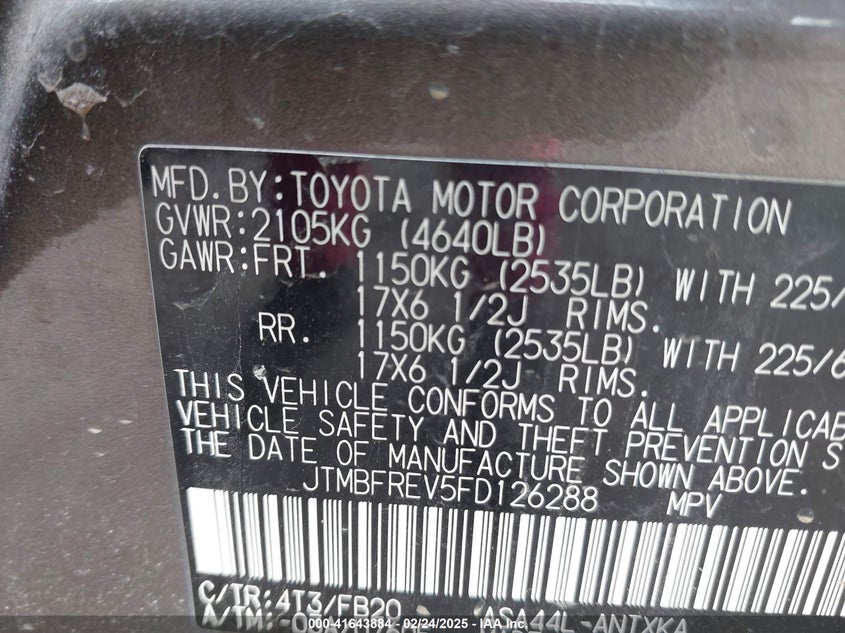 MFD.BY:TOYOTA MOTOR CORPORATION
GVWR:2105KG (4640LB)
GAWR:FRT. 1150KG (2535LB) WITH 225/
17X6 1/2J RIMS.
RR. 1150KG (2535LB) WITH 225/6
17X6 1/2J RIMS.
THIS VEHICLE CONFORMS TO ALL APPLICAB
VEHICLE SAFETY AND THEFT PREVENTION S
THE DATE OF MANUFACTURE SHOWN ABOVE.
JTMBFREV5FD126288 MPV
C/TR:4T3/FB20 ASA44L-ANTXKA
A/TM:
000-41643884 - 02/24/2025 - IAAI.com